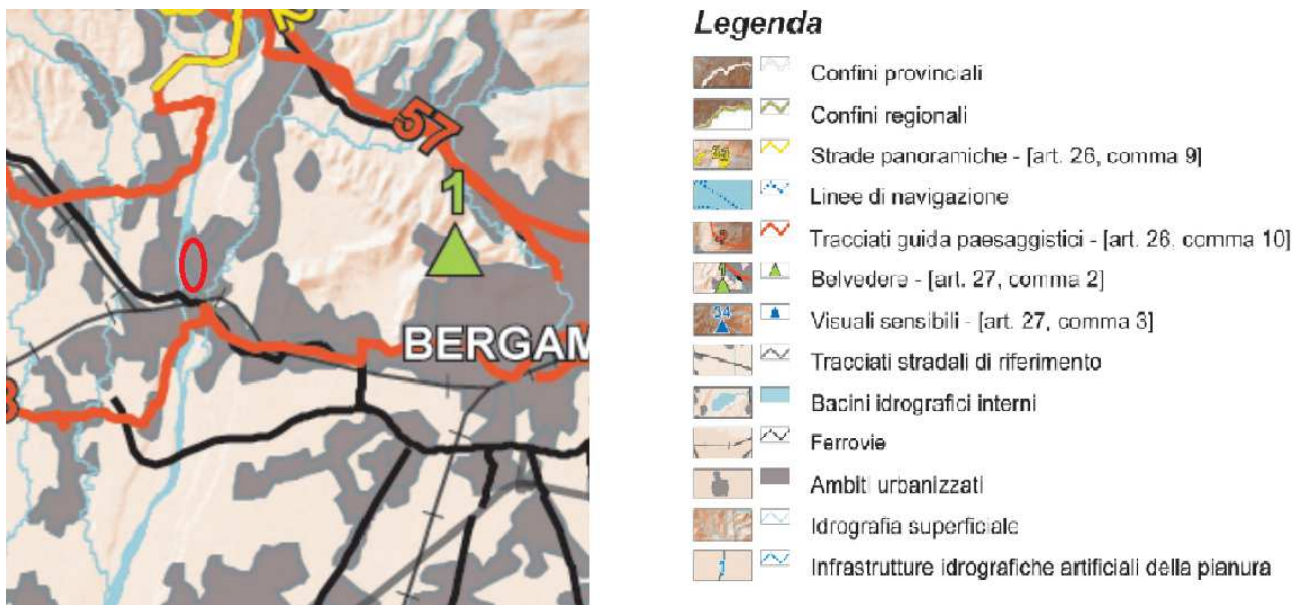 57
1
BERGAM
Legenda
Confini provinciali
Confini regionali
Strade panoramiche - [art. 26, comma 9]
Linee di navigazione
Tracciati guida paesaggistici - [art. 26, comma 10]
Belvedere - [art. 27, comma 2]
Visuali sensibili - [art. 27, comma 3]
Tracciati stradali di riferimento
Bacini idrografici interni
Ferrovie
Ambiti urbanizzati
Idrografia superficiale
Infrastrutture idrografiche artificiali della pianura